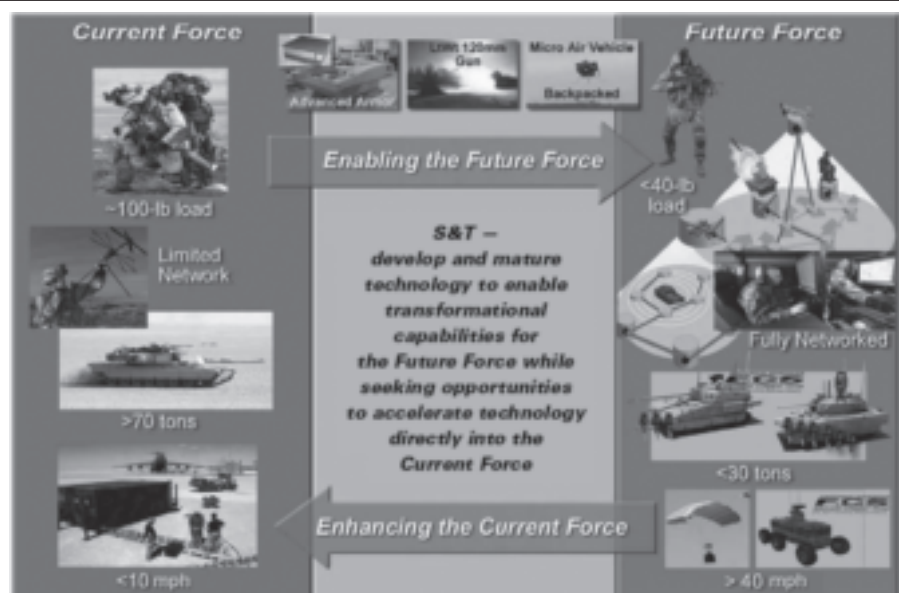 Current Force
Future Force
Advanced Armor
120mm
Gun
Micro Air Vehicle
Backpacked
Enabling the Future Force
~100-lb load
<40-lb
load
Limited
Network
S&T —
develop and mature
technology to enable
transformational
capabilities for
the Future Force while
seeking opportunities
to accelerate technology
directly into the
Current Force
Fully Networked
>70 tons
FCS
<30 tons
Enhancing the Current Force
FCS
<10 mph
> 40 mph